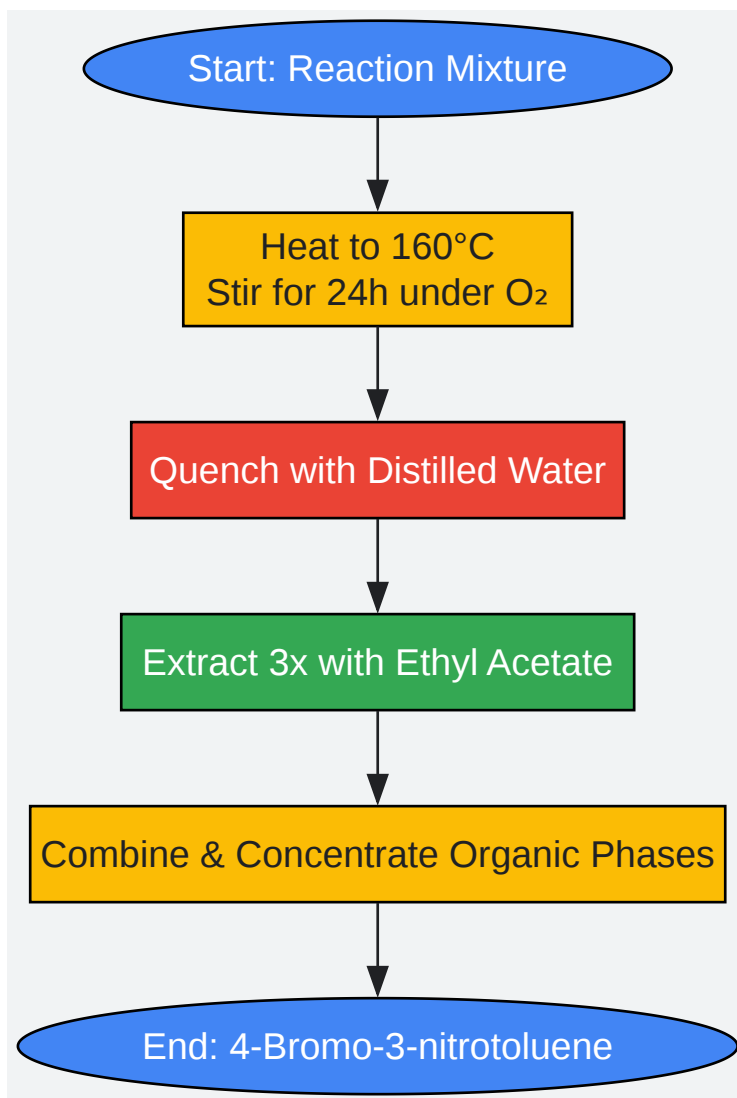 Start: Reaction Mixture
Heat to 160°C
Stir for 24h under O₂
Quench with Distilled Water
Extract 3x with Ethyl Acetate
Combine & Concentrate Organic Phases
End: 4-Bromo-3-nitrotoluene